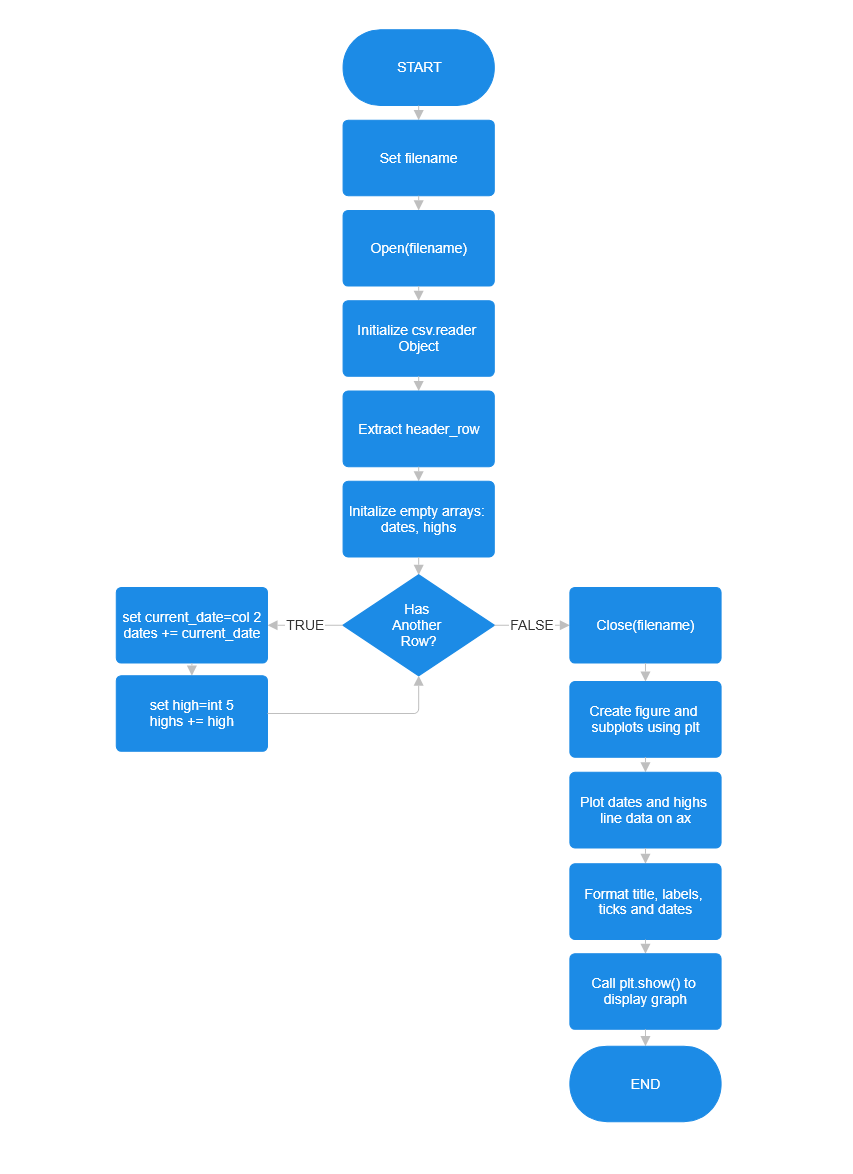 START
Set filename
Open(filename)
Initialize csv.reader
Object
Extract header_row
Initalize empty arrays:
dates, highs
Has
Another
Row?
TRUE
set current_date=col 2
dates += current_date
set high=int 5
highs += high
FALSE
Close(filename)
Create figure and
subplots using plt
Plot dates and highs
line data on ax
Format title, labels,
ticks and dates
Call plt.show() to
display graph
END